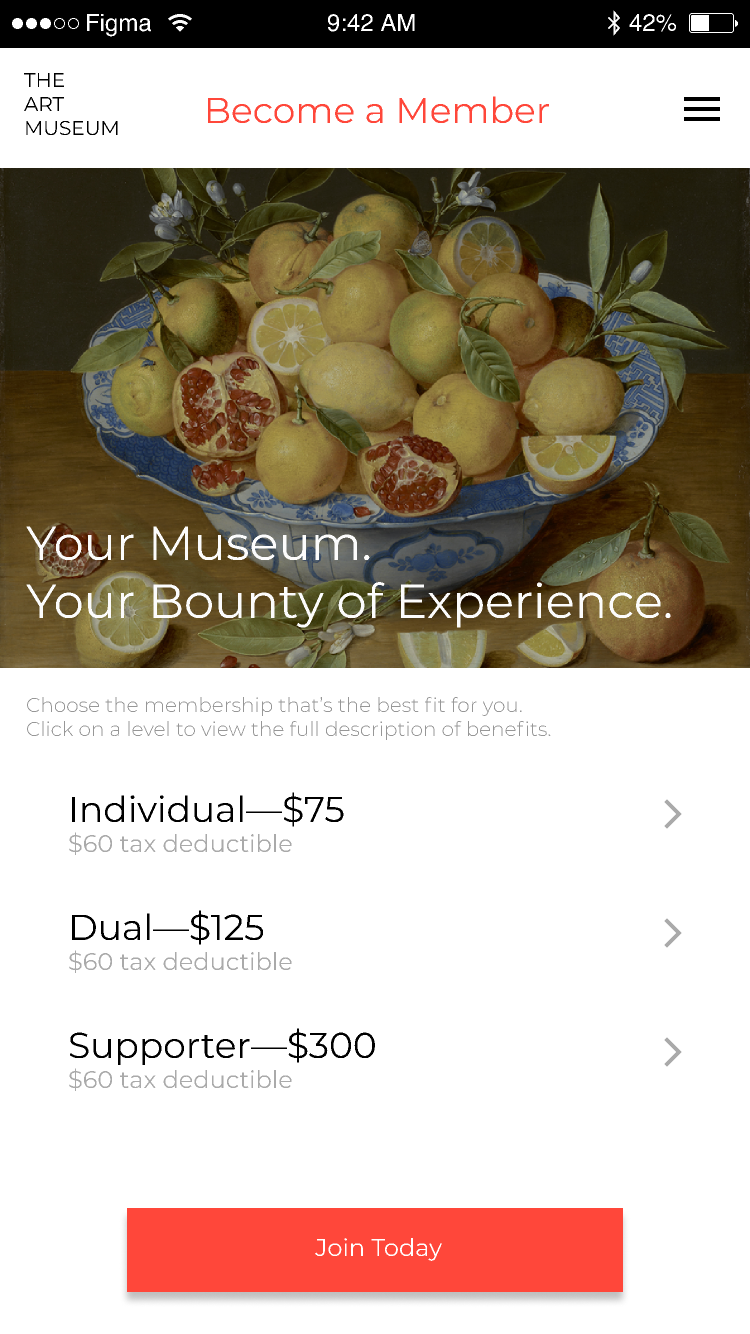 Figma
9:42 AM
42%
THE
ART
MUSEUM
Become a Member
Your Museum.
Your Bounty of Experience.
Choose the membership that’s the best fit for you.
Click on a level to view the full description of benefits.
Individual—$75
$60 tax deductible
Dual—$125
$60 tax deductible
Supporter—$300
$60 tax deductible
Join Today